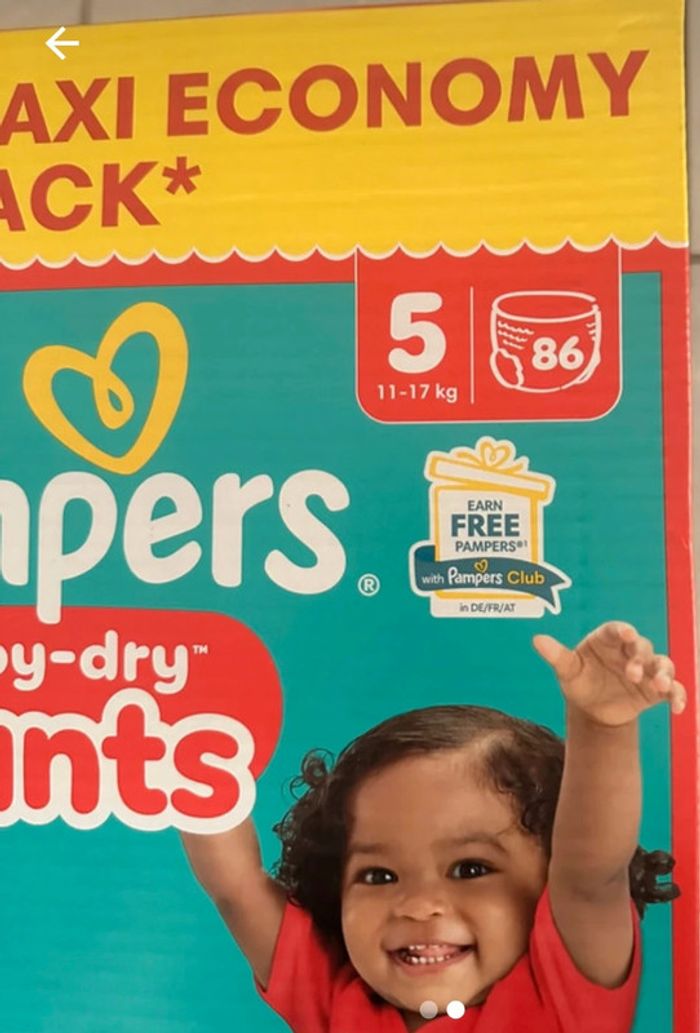 AXI ECONOMY
ACK*
5
86
11-17 kg
pers®
EARN
FREE
PAMPERS®¹
with Pampers Club
in DE/FR/AT
y-dry™
nts